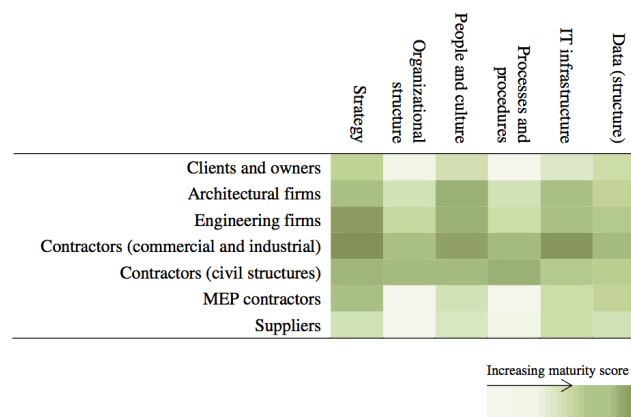 Strategy
Organizational
structure
People and culture
Processes and
procedures
IT infrastructure
Data (structure)
Clients and owners
Architectural firms
Engineering firms
Contractors (commercial and industrial)
Contractors (civil structures)
MEP contractors
Suppliers
Increasing maturity score